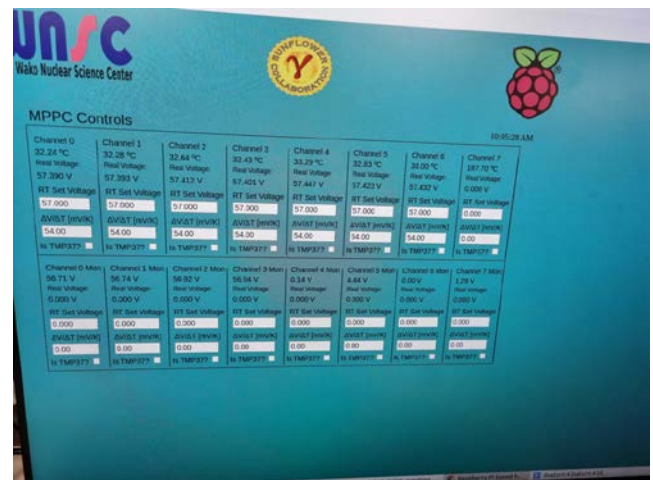 WNSC
Wako Nuclear Science Center
SUNFLOWER
γ
COLLABORATION
MPPC Controls
10:05:28 AM
Channel 0 Channel 1 Channel 2 Channel 3 Channel 4 Channel 5 Channel 6 Channel 7
32.24 ºC 32.28 ºC 32.64 ºC 32.43 ºC 33.29 ºC 32.83 ºC 33.00 ºC 187.70 ºC
Real Voltage: Real Voltage: Real Voltage: Real Voltage: Real Voltage: Real Voltage: Real Voltage: Real Voltage:
57.390 V 57.393 V 57.412 V 57.401 V 57.447 V 57.423 V 57.432 V 0.000 V
RT Set Voltage RT Set Voltage RT Set Voltage RT Set Voltage RT Set Voltage RT Set Voltage RT Set Voltage RT Set Voltage
57.000 57.000 57.000 57.000 57.000 57.000 57.000 0.000
ΔV/ΔT [mV/K] ΔV/ΔT [mV/K] ΔV/ΔT [mV/K] ΔV/ΔT [mV/K] ΔV/ΔT [mV/K] ΔV/ΔT [mV/K] ΔV/ΔT [mV/K] ΔV/ΔT [mV/K]
54.00 54.00 54.00 54.00 54.00 54.00 54.00 0.00
Is TMP37? Is TMP37? Is TMP37? Is TMP37? Is TMP37? Is TMP37? Is TMP37? Is TMP37?
Channel 0 Mon Channel 1 Mon Channel 2 Mon Channel 3 Mon Channel 4 Mon Channel 5 Mon Channel 6 Mon Channel 7 Mon
56.71 V 56.74 V 56.92 V 56.94 V 0.14 V 4.44 V 0.00 V 1.28 V
Real Voltage: Real Voltage: Real Voltage: Real Voltage: Real Voltage: Real Voltage: Real Voltage: Real Voltage:
0.000 V 0.000 V 0.000 V 0.000 V 0.000 V 0.000 V 0.000 V 0.000 V
RT Set Voltage RT Set Voltage RT Set Voltage RT Set Voltage RT Set Voltage RT Set Voltage RT Set Voltage RT Set Voltage
0.000 0.000 0.000 0.000 0.000 0.000 0.000 0.000
ΔV/ΔT [mV/K] ΔV/ΔT [mV/K] ΔV/ΔT [mV/K] ΔV/ΔT [mV/K] ΔV/ΔT [mV/K] ΔV/ΔT [mV/K] ΔV/ΔT [mV/K] ΔV/ΔT [mV/K]
0.00 0.00 0.00 0.00 0.00 0.00 0.00 0.00
Is TMP37? Is TMP37? Is TMP37? Is TMP37? Is TMP37? Is TMP37? Is TMP37? Is TMP37?